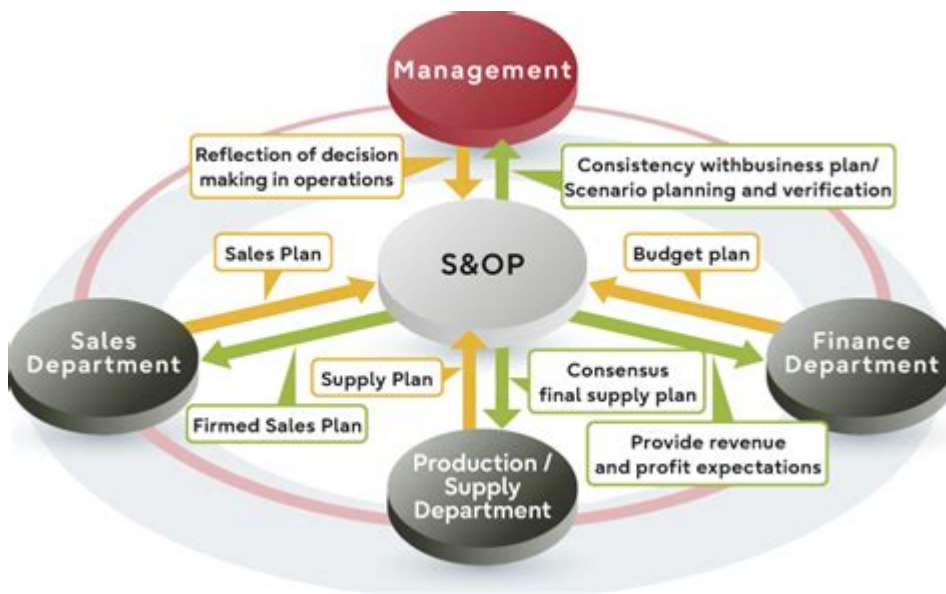 Management
Reflection of decision
making in operations
Consistency withbusiness plan/
Scenario planning and verification
Sales Plan
S&OP
Budget plan
Sales
Department
Finance
Department
Supply Plan
Consensus
final supply plan
Firmed Sales Plan
Provide revenue
and profit expectations
Production /
Supply
Department